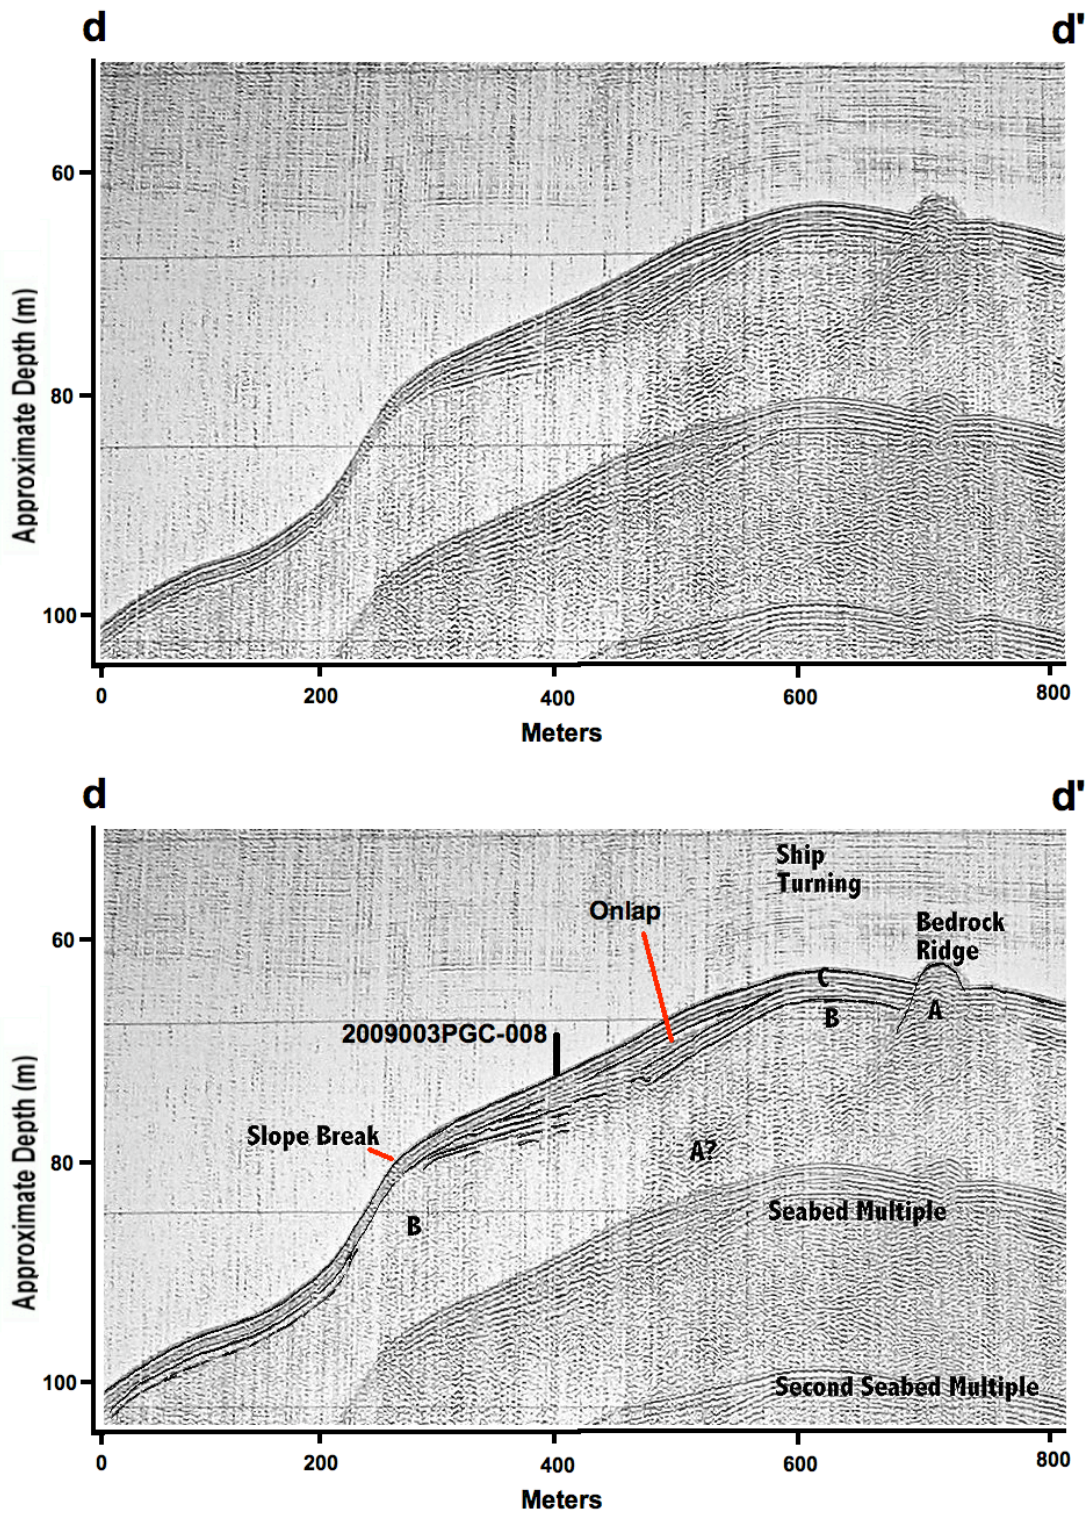 d d'
60
80
100
Approximate Depth (m)
0 200 400 600 800
Meters
d d'
Ship
Turning
Onlap
Bedrock
Ridge
60
C
B
A
2009003PGC-008
Slope Break
A?
80
Seabed Multiple
B
100
Second Seabed Multiple
Approximate Depth (m)
0 200 400 600 800
Meters